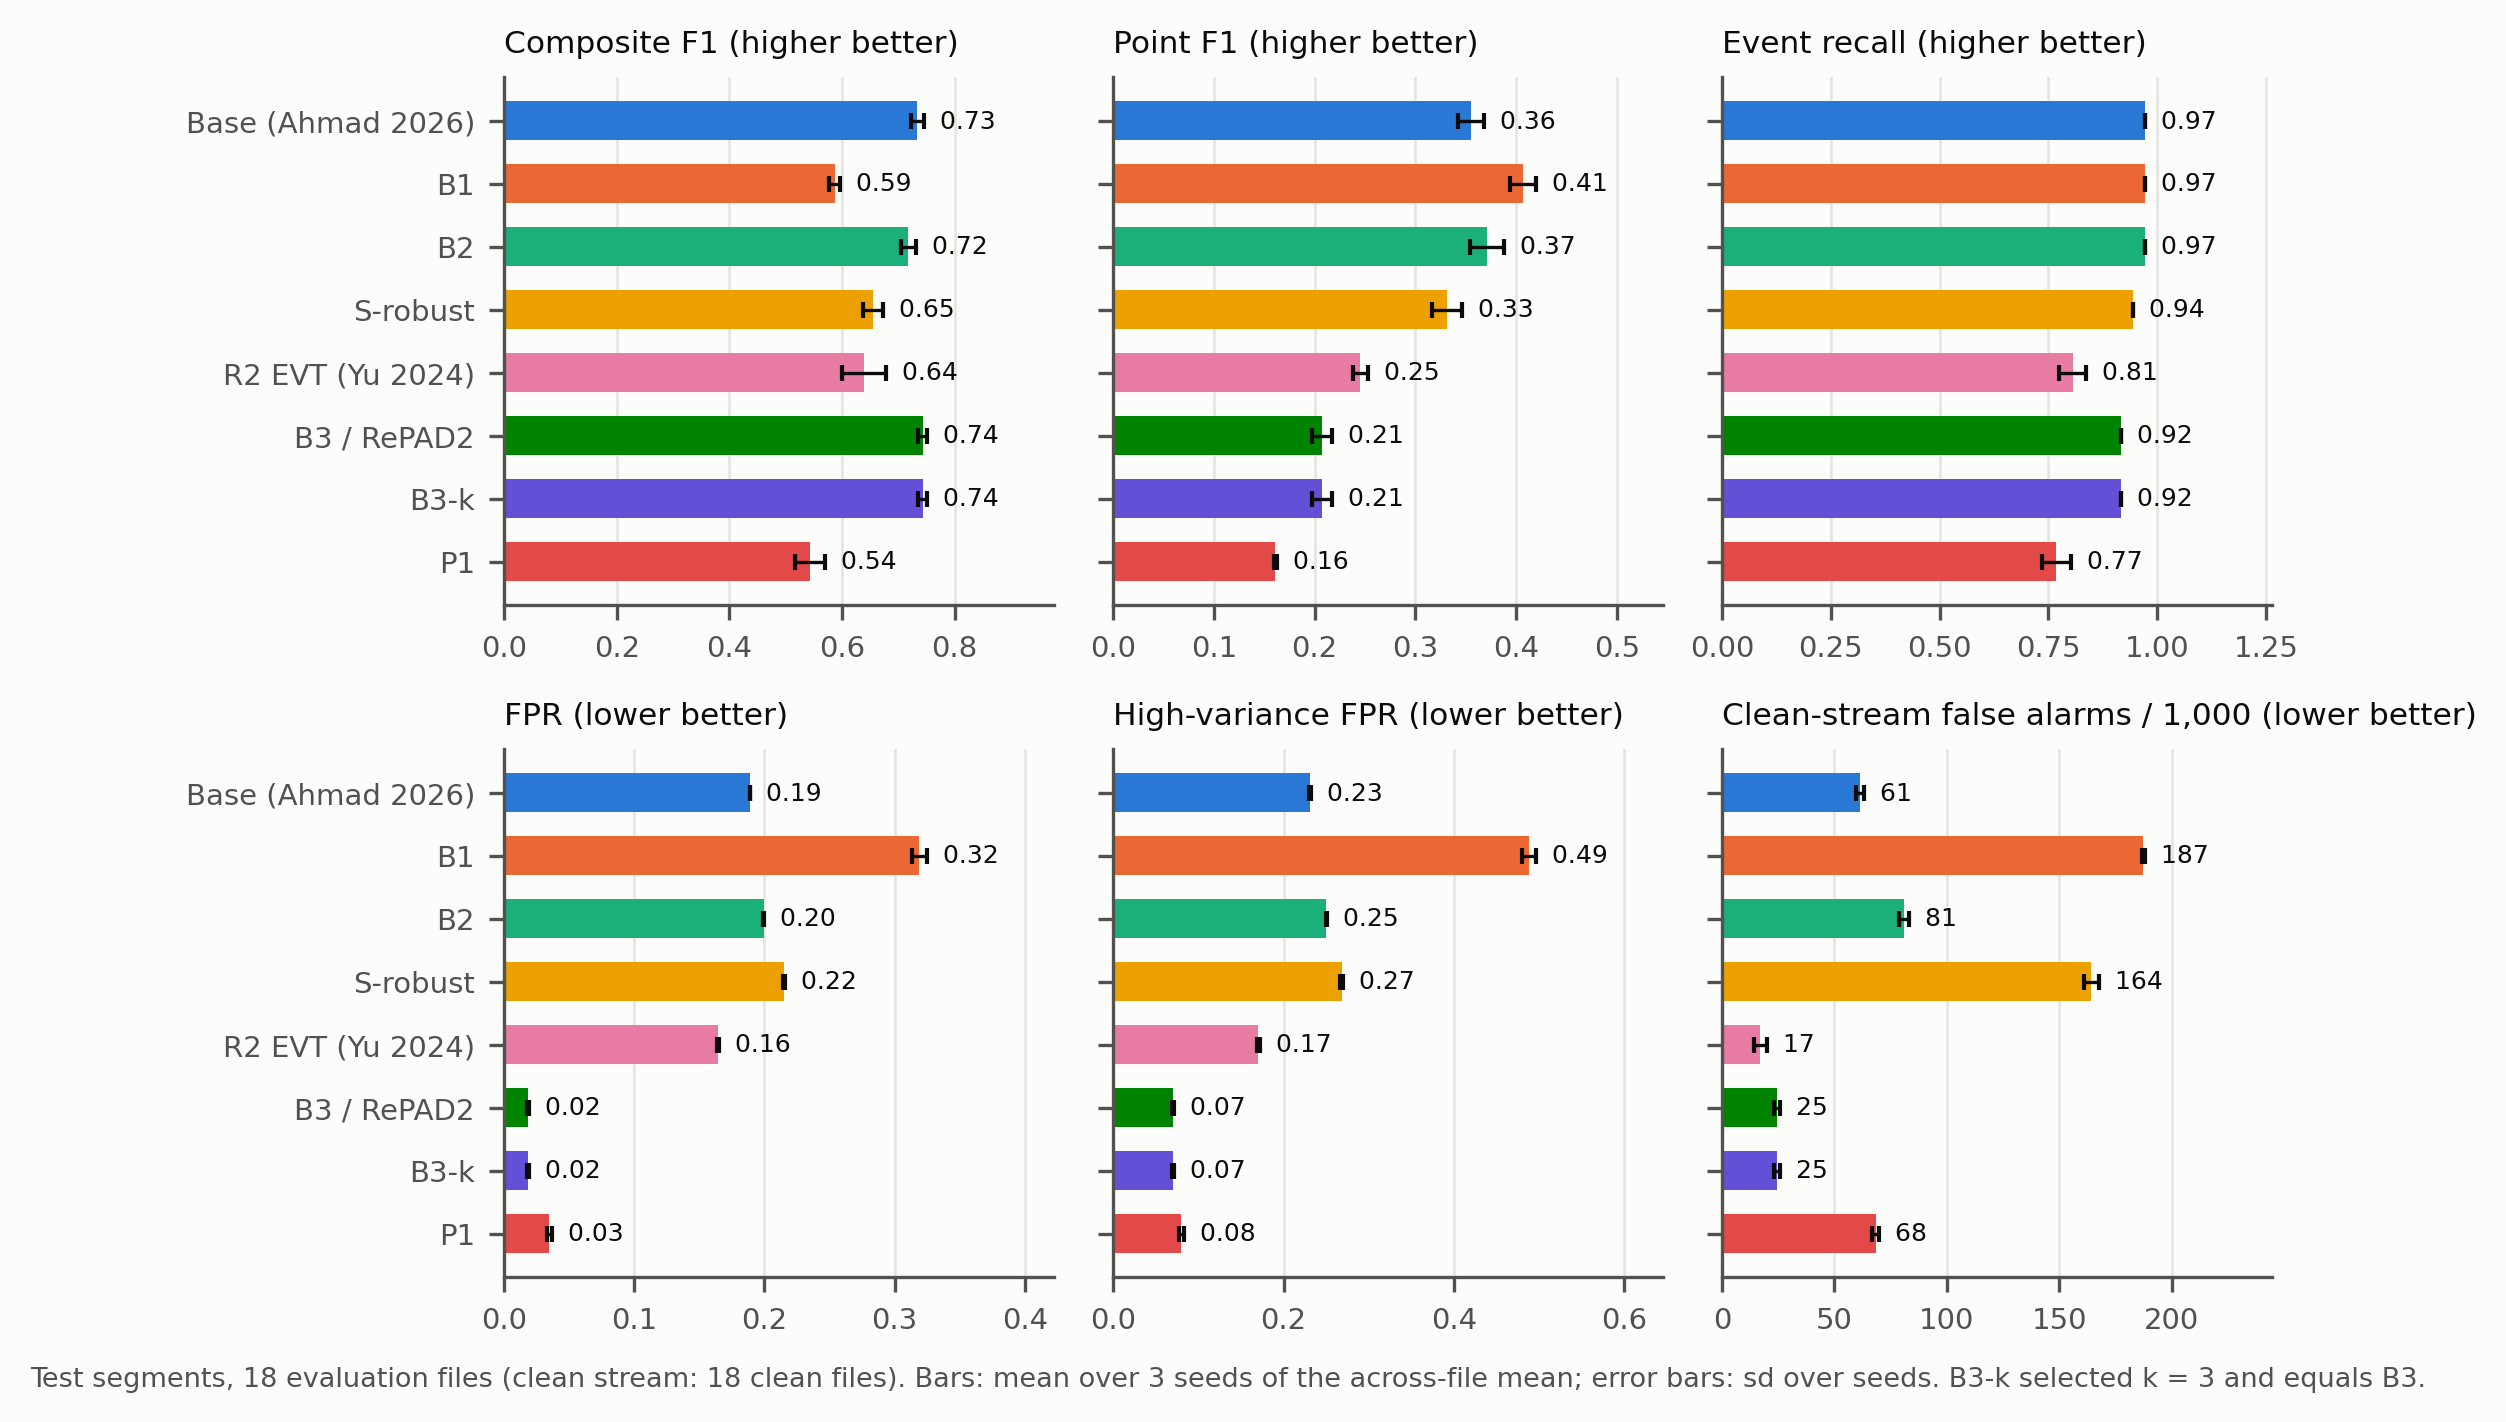 Composite F1 (higher better)
Point F1 (higher better)
Event recall (higher better)
Base (Ahmad 2026)
0.73
0.36
0.97
B1
0.59
0.41
0.97
B2
0.72
0.37
0.97
S-robust
0.65
0.33
0.94
R2 EVT (Yu 2024)
0.64
0.25
0.81
B3 / RePAD2
0.74
0.21
0.92
B3-k
0.74
0.21
0.92
P1
0.54
0.16
0.77
0.0 0.2 0.4 0.6 0.8
0.0 0.1 0.2 0.3 0.4 0.5
0.00 0.25 0.50 0.75 1.00 1.25
FPR (lower better)
High-variance FPR (lower better)
Clean-stream false alarms / 1,000 (lower better)
Base (Ahmad 2026)
0.19
0.23
61
B1
0.32
0.49
187
B2
0.20
0.25
81
S-robust
0.22
0.27
164
R2 EVT (Yu 2024)
0.16
0.17
17
B3 / RePAD2
0.02
0.07
25
B3-k
0.02
0.07
25
P1
0.03
0.08
68
0.0 0.1 0.2 0.3 0.4
0.0 0.2 0.4 0.6
0 50 100 150 200
Test segments, 18 evaluation files (clean stream: 18 clean files). Bars: mean over 3 seeds of the across-file mean; error bars: sd over seeds. B3-k selected k = 3 and equals B3.